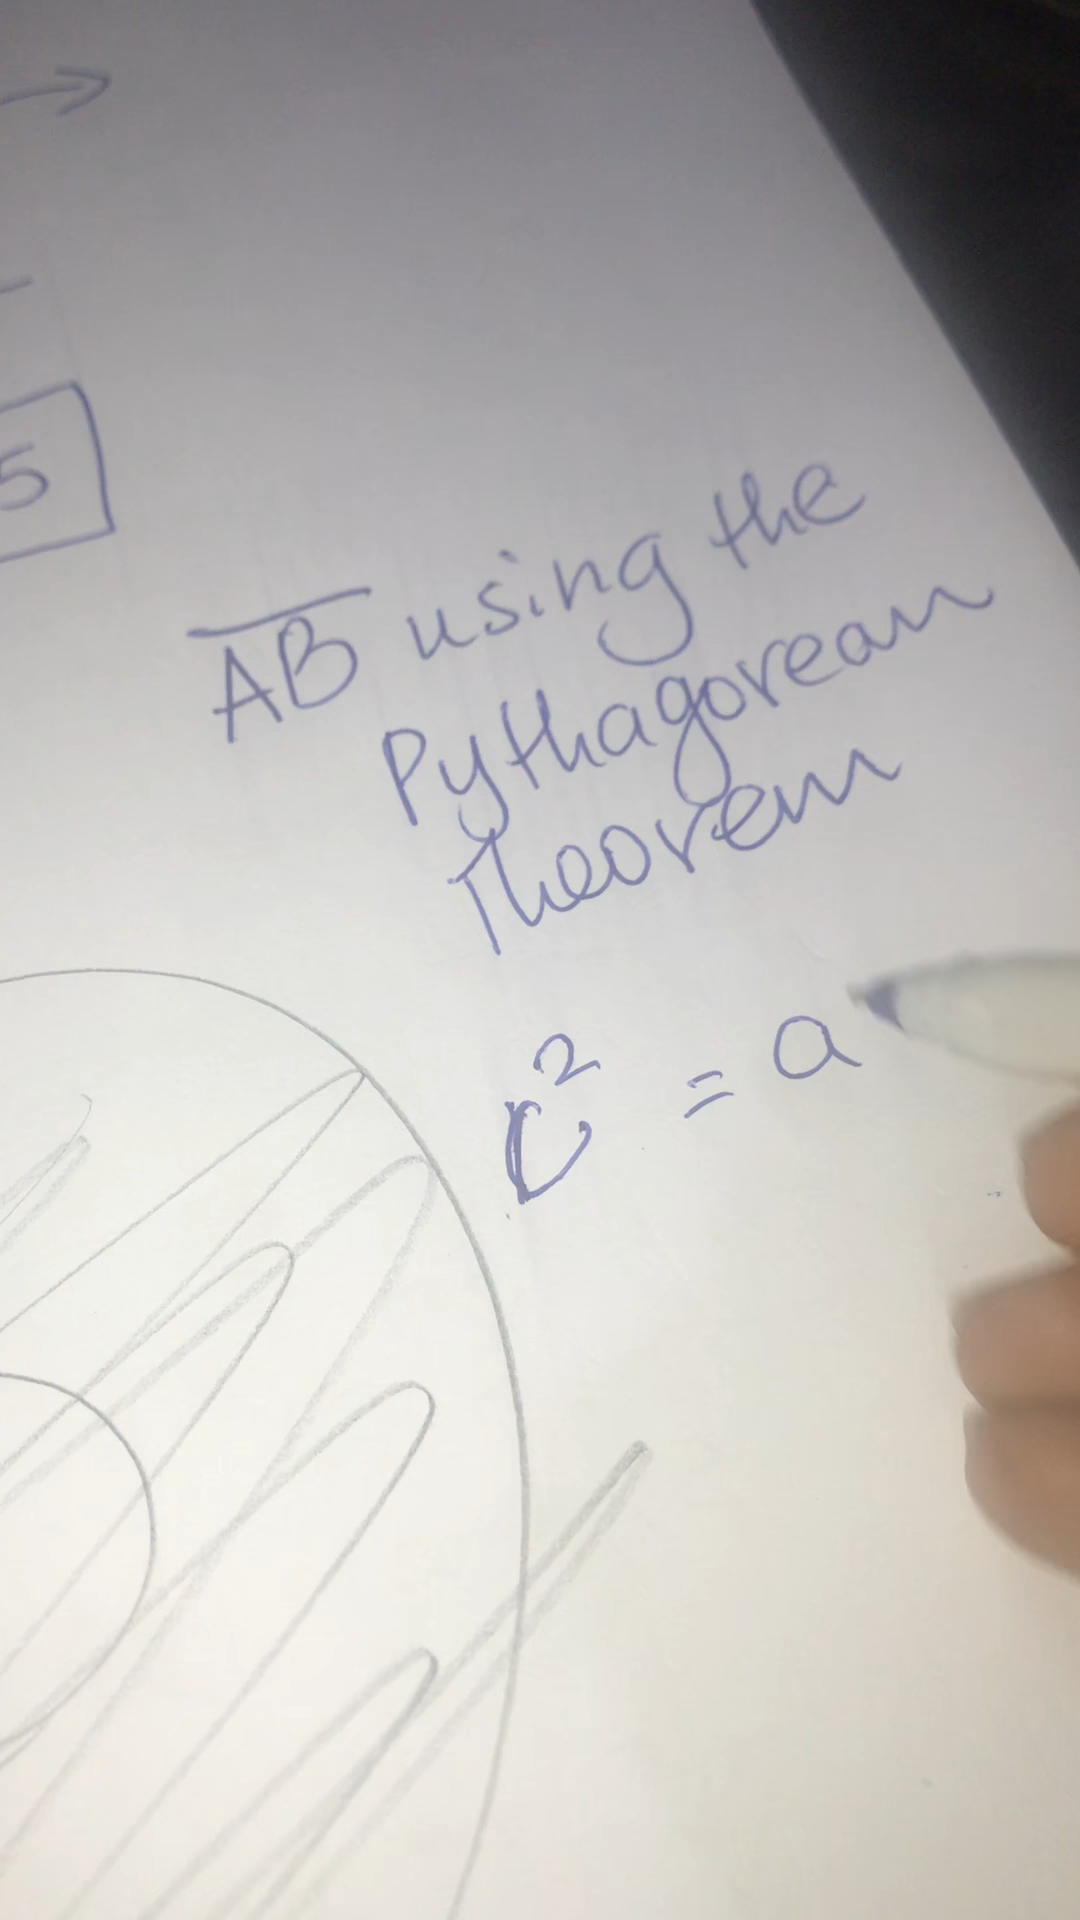 5
AB using the
Pythagorean
Theorem
c² = a